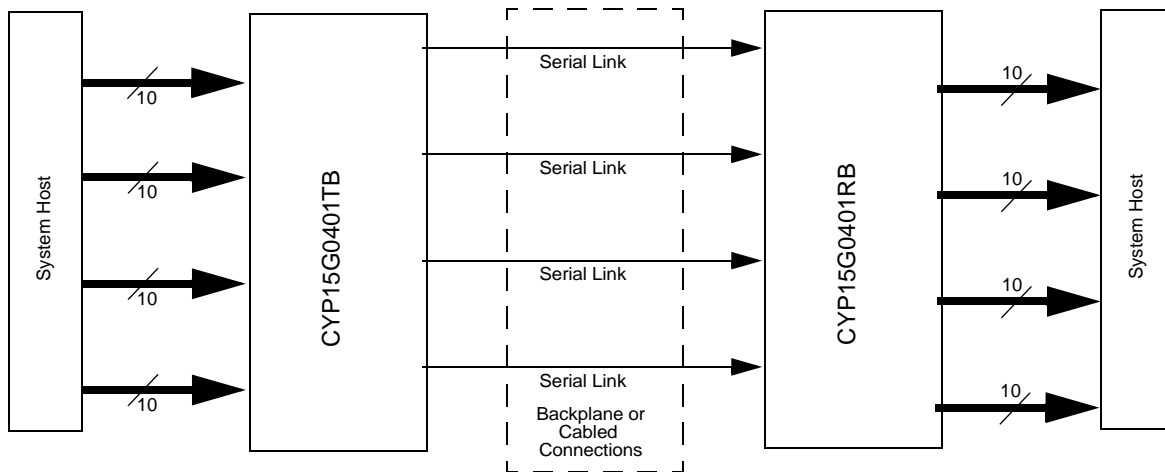 System Host
10
10
10
10
CYP15G0401TB
Serial Link
Serial Link
Serial Link
Serial Link
Backplane or
Cabled
Connections
CYP15G0401RB
10
10
10
10
System Host